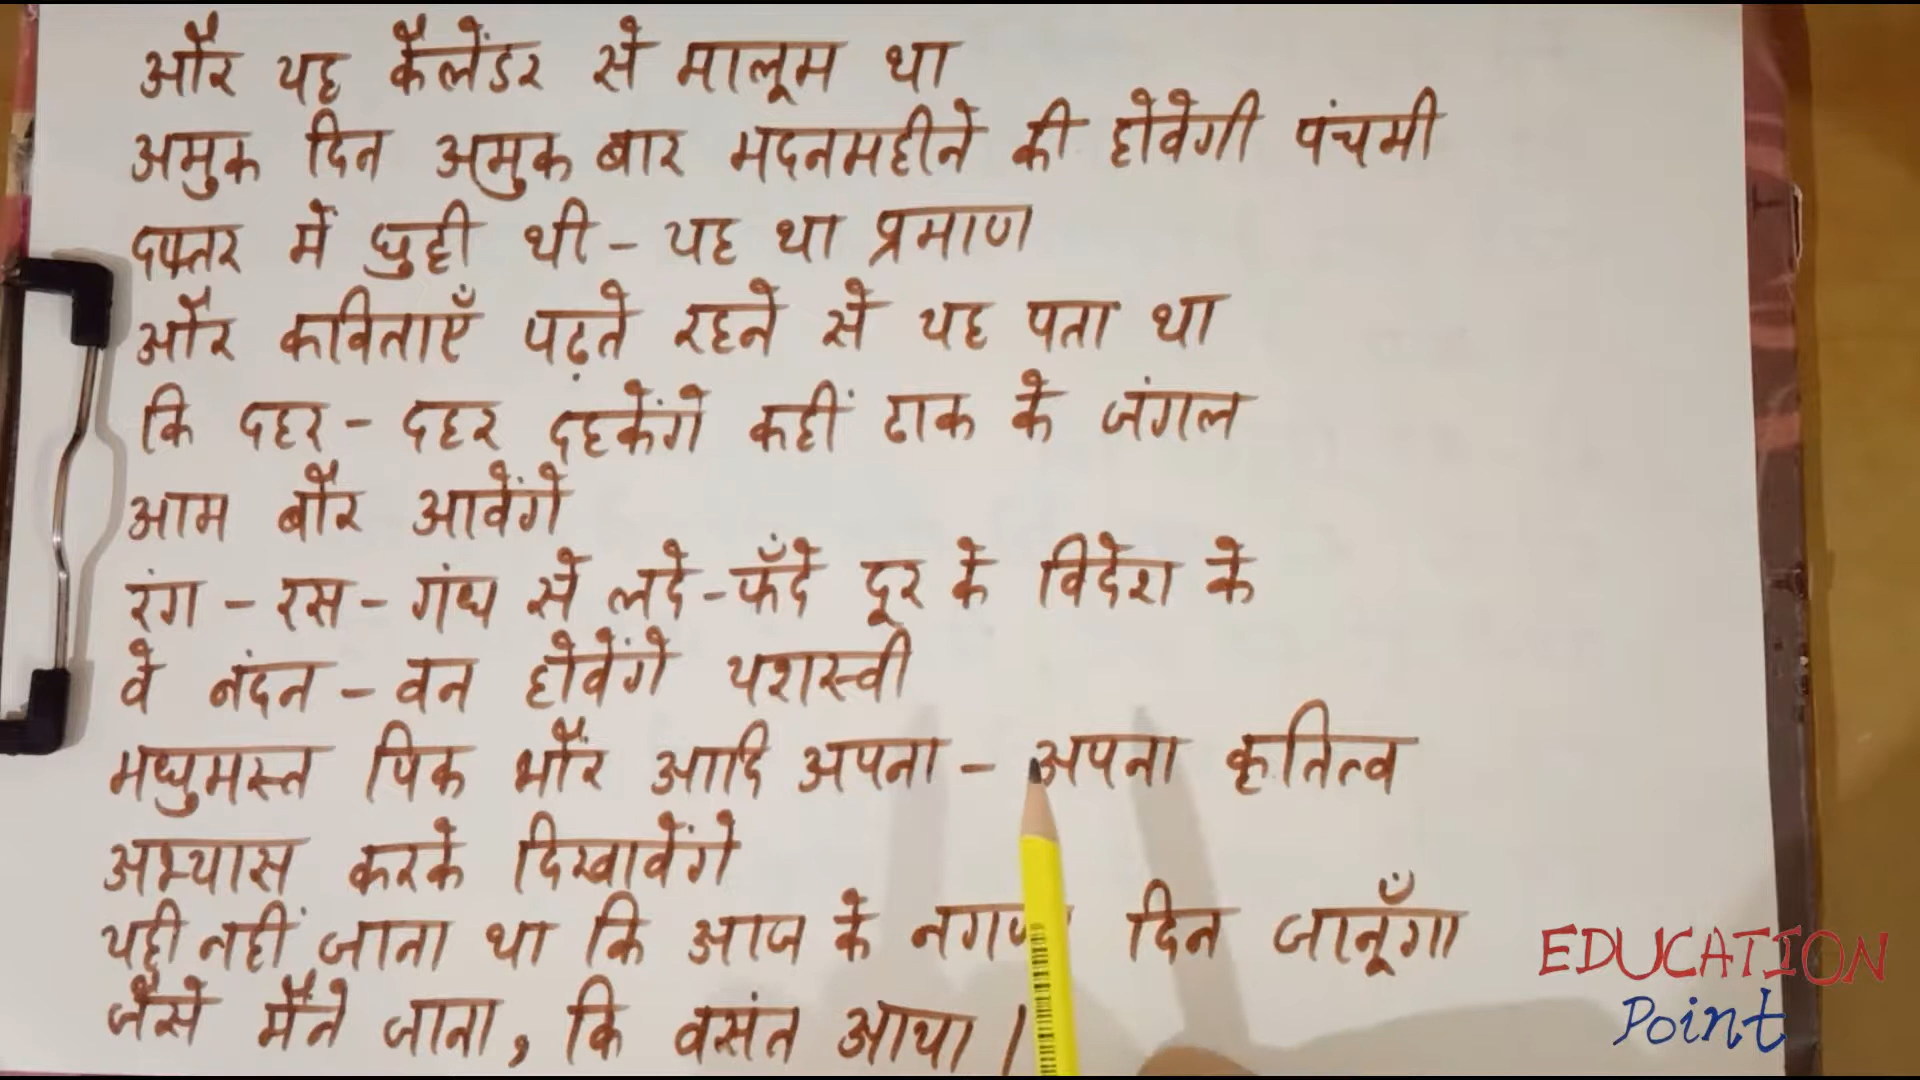 और यह कैलेंडर से मालूम था
अमुक दिन अमुक बार मदनमहीने की होवेगी पंचमी
दफ्तर में छुट्टी थी - यह था प्रमाण
और कविताएँ पढ़ते रहने से यह पता था
कि दहर - दहर दहकेंगे कहीं ढाक के जंगल
आम बौर आवेंगे
रंग - रस - गंध से लदे - फँदे दूर के विदेश के
वे नंदन - वन होवेंगे यशस्वी
मधुमस्त पिक भौंर आदि अपना - अपना कृतित्व
अभ्यास करके दिखावेंगे
यही नहीं जाना था कि आज के दिन जानूँगा
जैसे मैंने जाना, कि वसंत आया।
EDUCATION
Point